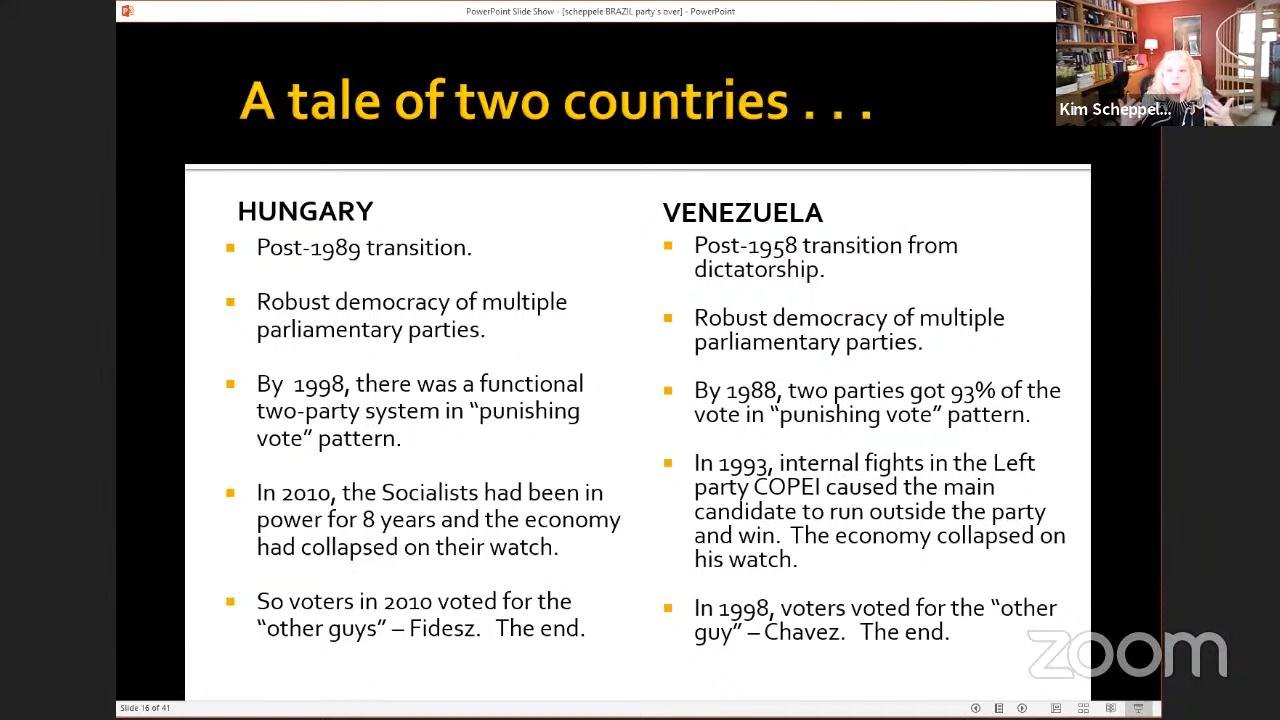 PowerPoint Slide Show - [scheppele BRAZIL party's over] - PowerPoint
A tale of two countries . . .
Kim Scheppel...
HUNGARY
Post-1989 transition.
Robust democracy of multiple
parliamentary parties.
By 1998, there was a functional
two-party system in “punishing
vote” pattern.
In 2010, the Socialists had been in
power for 8 years and the economy
had collapsed on their watch.
So voters in 2010 voted for the
“other guys” – Fidesz. The end.
VENEZUELA
Post-1958 transition from
dictatorship.
Robust democracy of multiple
parliamentary parties.
By 1988, two parties got 93% of the
vote in “punishing vote” pattern.
In 1993, internal fights in the Left
party COPEI caused the main
candidate to run outside the party
and win. The economy collapsed on
his watch.
In 1998, voters voted for the “other
guy” – Chavez. The end.
zoom
Slide 16 of 41